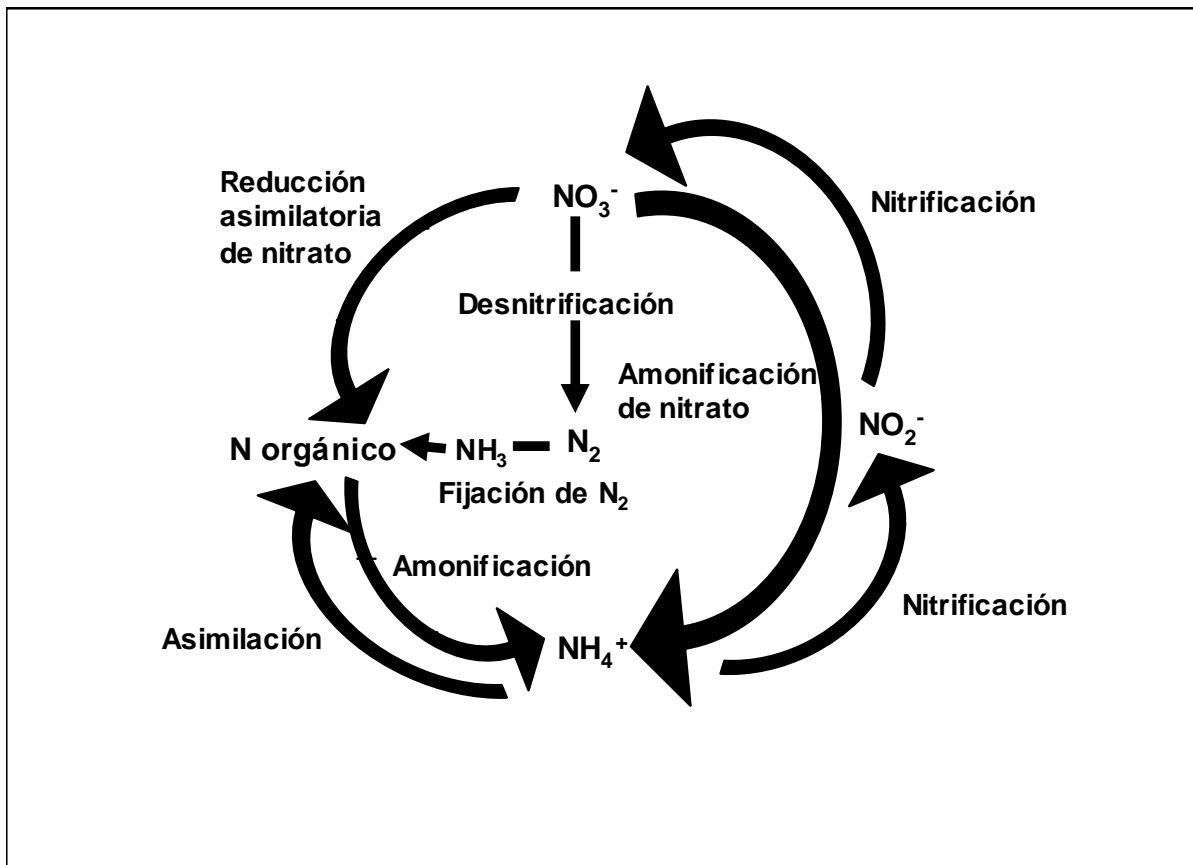 Reducción
asimilatoria
de nitrato
NO₃⁻
Nitrificación
Desnitrificación
Amonificación
de nitrato
NO₂⁻
N orgánico
NH₃
N₂
Fijación de N₂
Amonificación
Nitrificación
Asimilación
NH₄⁺